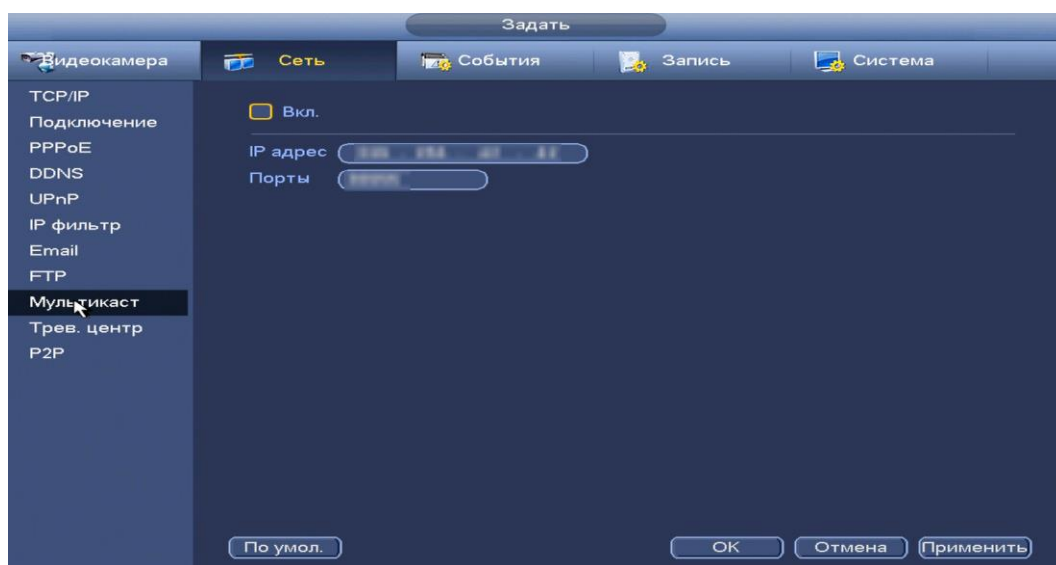 Задать
Видеокамера
Сеть
События
Запись
Система
TCP/IP
Подключение
PPPoE
DDNS
UPnP
IP фильтр
Email
FTP
Мультикаст
Трев. центр
P2P
Вкл.
IP адрес
Порты
По умол.
OK
Отмена
Применить